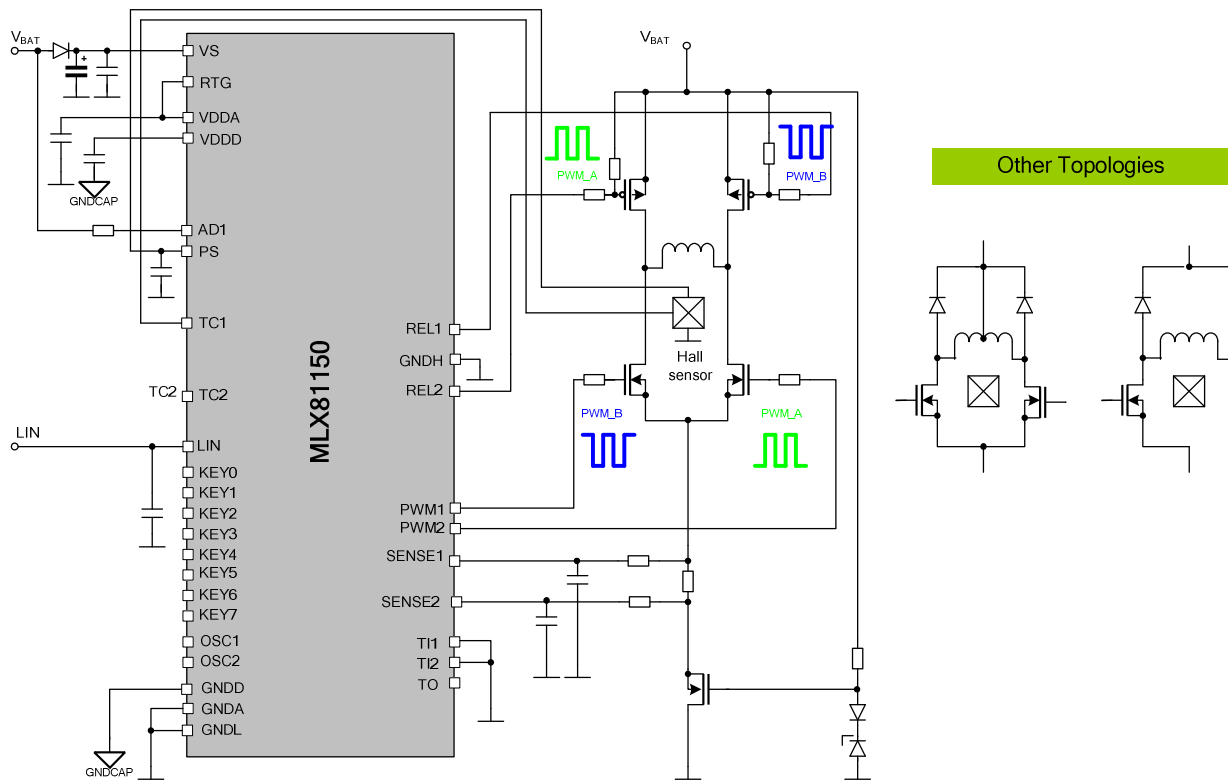 V_BAT
VS
RTG
VDDA
VDDD
GNDCAP
AD1
PS
TC1
TC2
TC2
LIN
LIN
KEY0
KEY1
KEY2
KEY3
KEY4
KEY5
KEY6
KEY7
OSC1
OSC2
GNDD
GNDA
GNDL
GNDCAP
MLX81150
REL1
GNDH
REL2
PWM1
PWM2
SENSE1
SENSE2
TI1
TI2
TO
V_BAT
PWM_A
PWM_B
Hall
sensor
PWM_B
PWM_A
Other Topologies